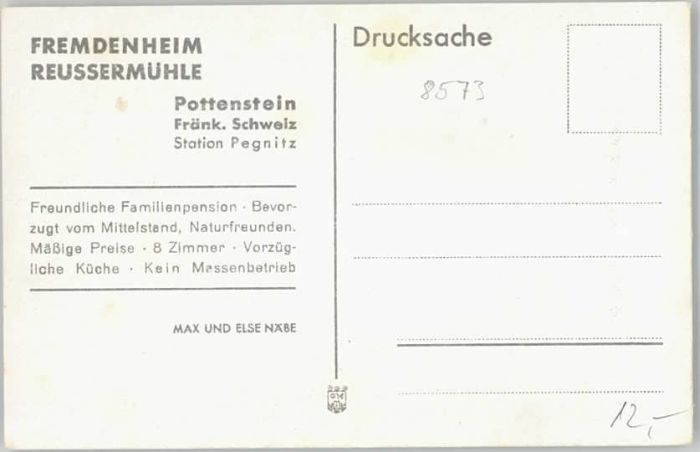 FREMDENHEIM
REUSSERMÜHLE
Pottenstein
Fränk. Schweiz
Station Pegnitz
Freundliche Familienpension · Bevor-
zugt vom Mittelstand, Naturfreunden.
Mäßige Preise · 8 Zimmer · Vorzüg-
liche Küche · Kein Massenbetrieb
MAX UND ELSE NÄBE
Drucksache
8573
12,-